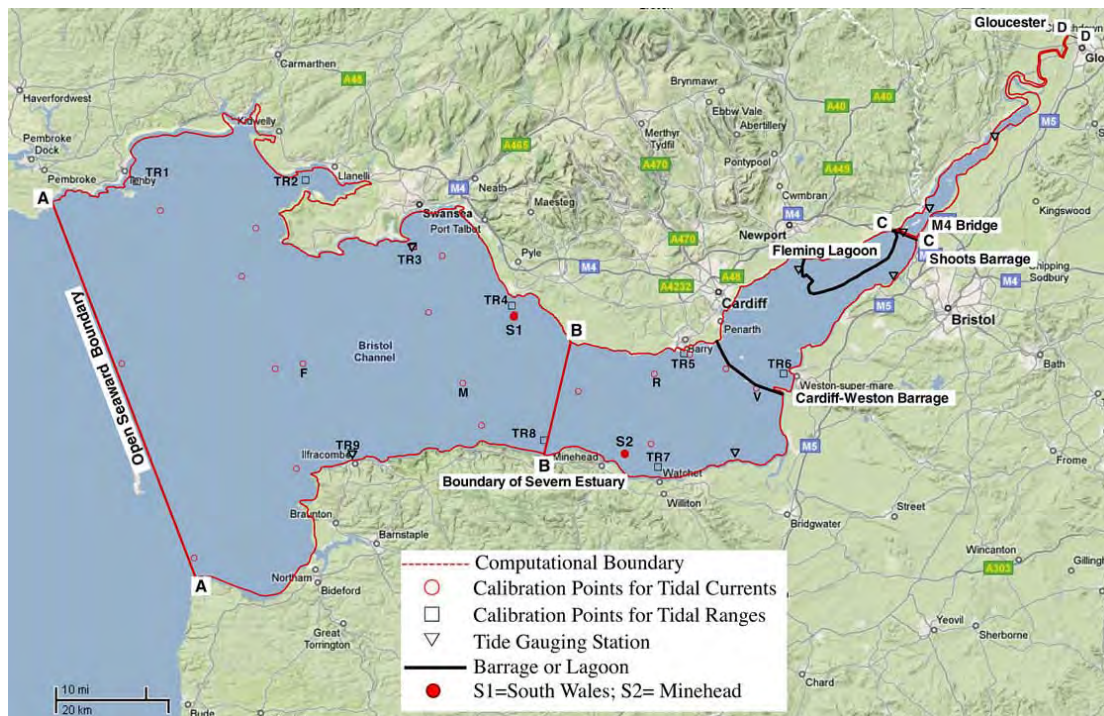 Gloucester
D
D
Carmarthen
A48
Haverfordwest
Brynmawr
A40
Ebbw Vale
A40
Abertillery
M5
Kidwelly
Merthyr
Tydfil
A465
Pembroke
Dock
Pembroke
TR1
Llanelli
TR2
A470
Pontypool
A449
Neath
M4
Cwmbran
A
Swansea
Maesteg
Kingswood
Port Talbot
M4
C
M4 Bridge
Newport
A470
C
TR3
Pyle
M4
Fleming Lagoon
Shoots Barrage
M4
Chipping
Sodbury
A48
A4232
Cardiff
M5
TR4
S1
Bristol
B
Penarth
Bristol
Channel
Barry
TR5
Bath
F
R
TR6
M
V
Weston-super-mare
Cardiff-Weston Barrage
Open Seaward Boundary
TR8
S2
TR9
Ilfracombe
B
Minehead
TR7
Watchet
M5
Frome
Boundary of Severn Estuary
Williton
Braunton
Bridgwater
Street
Barnstaple
Wincanton
Gillingh
A303
A
Northam
Bideford
Great
Torrington
Yeovil
Sherborne
Chard
Bude
10 mi
20 km
Computational Boundary
Calibration Points for Tidal Currents
Calibration Points for Tidal Ranges
Tide Gauging Station
Barrage or Lagoon
S1=South Wales; S2= Minehead